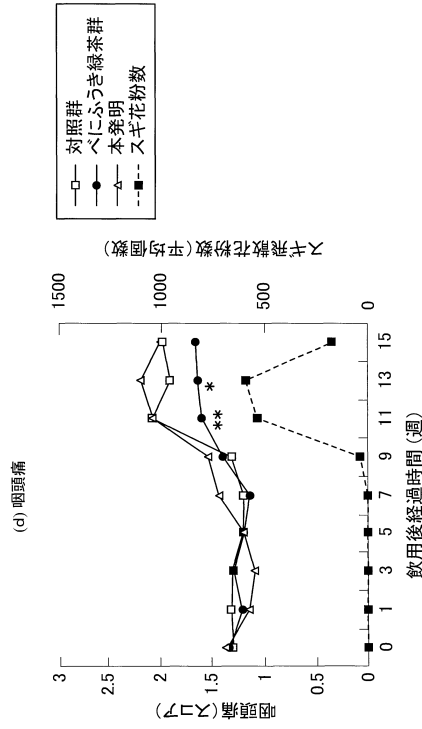 (d) 咽頭痛
対照群
べにふうき緑茶群
本発明
スギ花粉数
咽頭痛(スコア)
3
2.5
2
1.5
1
0.5
0
スギ飛散花粉数(平均個数)
1500
1000
500
0
**
*
0 1 3 5 7 9 11 13 15
飲用後経過時間(週)